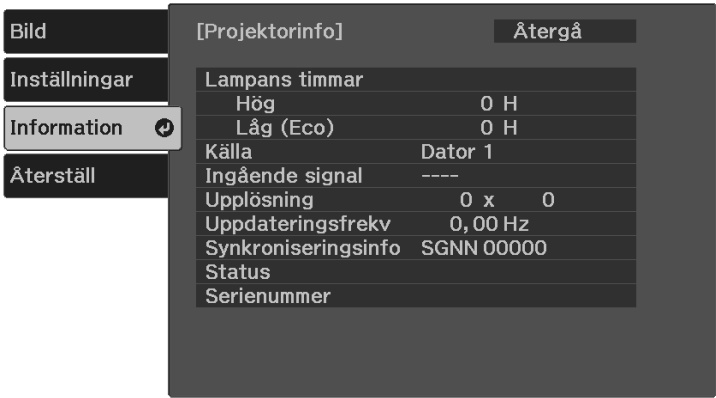 Bild
Inställningar
Information
Återställ
[Projektorinfo] Återgå
Lampans timmar
Hög 0 H
Låg (Eco) 0 H
Källa Dator 1
Ingående signal ----
Upplösning 0 x 0
Uppdateringsfrekv 0,00 Hz
Synkroniseringsinfo SGNN 00000
Status
Serienummer